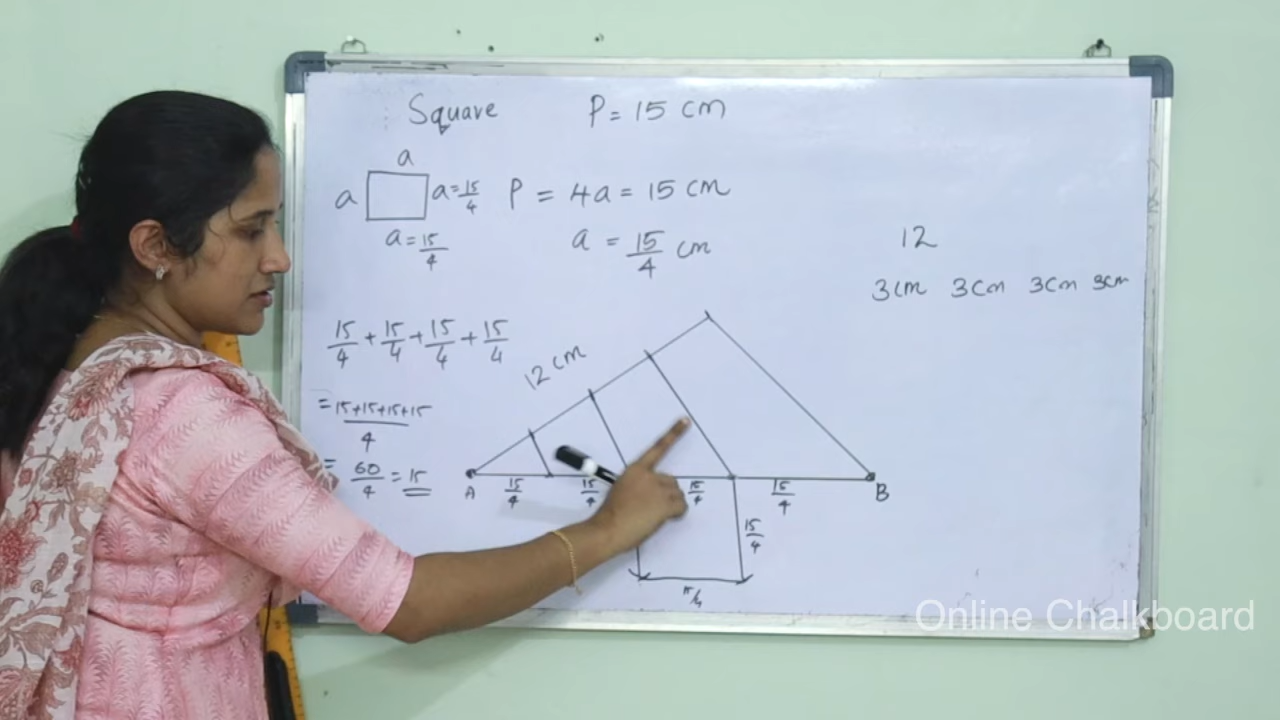 Square P = 15 cm
a
a a=15/4 P = 4a = 15 cm
a=15/4 a = 15/4 cm
12
3cm 3cm 3cm 3cm
15/4 + 15/4 + 15/4 + 15/4
12 cm
= 15+15+15+15/4
= 60/4 = 15
A 15/4 15/4 15/4 15/4 B
15/4
15/4
Online Chalkboard